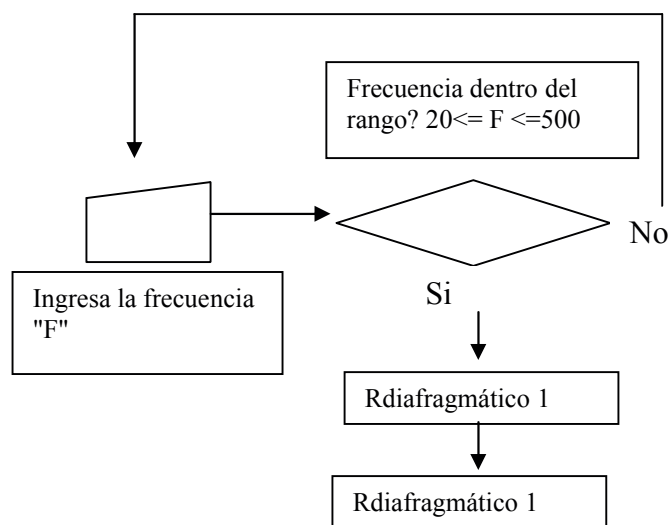 Frecuencia dentro del
rango? 20<= F <=500
No
Ingresa la frecuencia
"F"
Si
Rdiafragmático 1
Rdiafragmático 1